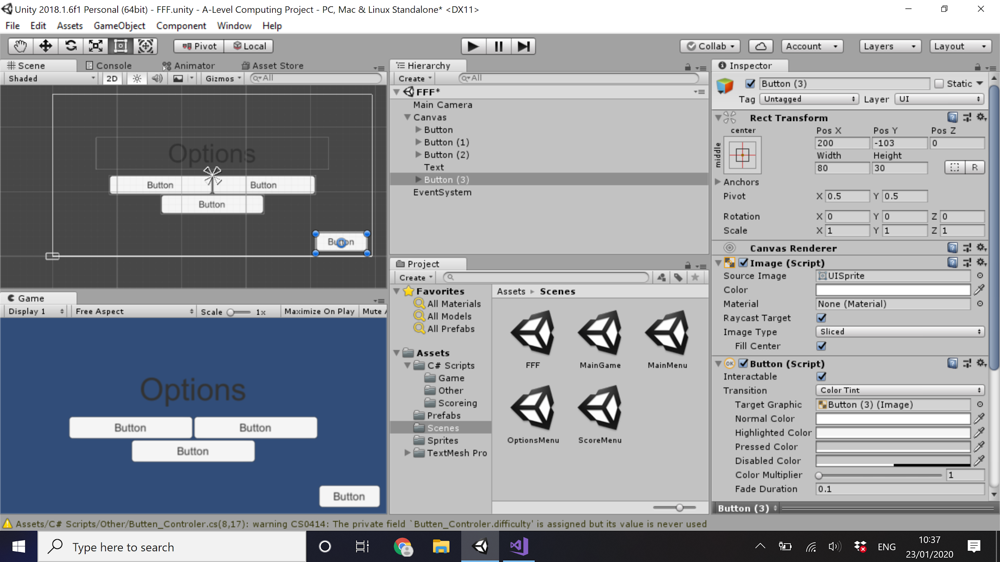 Unity 2018.1.6f1 Personal (64bit) - FFF.unity - A-Level Computing Project - PC, Mac & Linux Standalone* <DX11>
File Edit Assets GameObject Component Window Help
Pivot Local Collab Account Layers Layout
Scene Console Animator Asset Store
Shaded 2D Gizmos All
Options
Button Button
Button
Button
Game
Display 1 Free Aspect Scale 1x Maximize On Play Mute A
Options
Button Button
Button
Button
Hierarchy
Create All
FFF*
Main Camera
Canvas
Button
Button (1)
Button (2)
Text
Button (3)
EventSystem
Project
Create
Favorites
All Materials
All Models
All Prefabs
Assets
C# Scripts
Game
Other
Scoreing
Prefabs
Scenes
Sprites
TextMesh Pro
Assets Scenes
FFF MainGame MainMenu
OptionsMenu ScoreMenu
Inspector
Button (3) Static
Tag Untagged Layer UI
Rect Transform
center Pos X Pos Y Pos Z
middle 200 -103 0
Width Height
80 30 R
Anchors
Pivot X 0.5 Y 0.5
Rotation X 0 Y 0 Z 0
Scale X 1 Y 1 Z 1
Canvas Renderer
Image (Script)
Source Image UISprite
Color
Material None (Material)
Raycast Target
Image Type Sliced
Fill Center
OK Button (Script)
Interactable
Transition Color Tint
Target Graphic Button (3) (Image)
Normal Color
Highlighted Color
Pressed Color
Disabled Color
Color Multiplier 1
Fade Duration 0.1
Button (3)
Assets/C# Scripts/Other/Butten_Controler.cs(8,17): warning CS0414: The private field `Butten_Controler.difficulty' is assigned but its value is never used
Type here to search ENG 10:37
23/01/2020